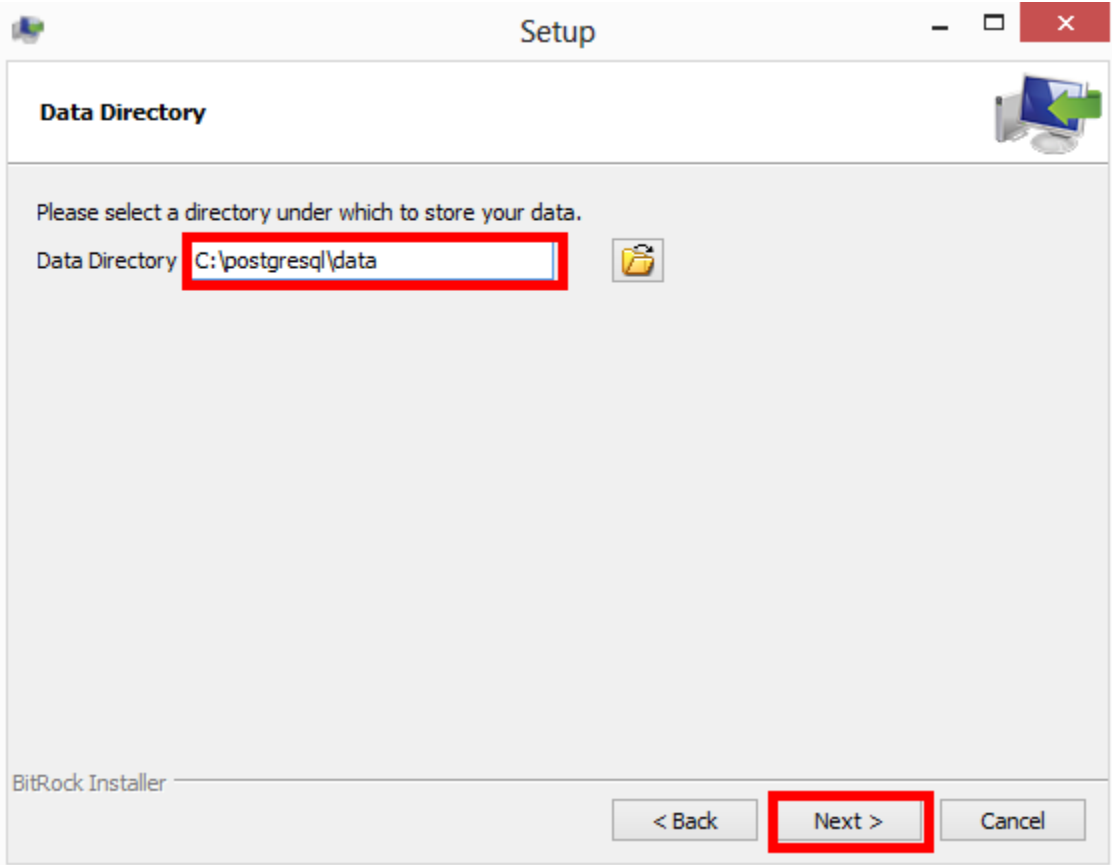 Setup
Data Directory
Please select a directory under which to store your data.
Data Directory C:\postgresql\data
BitRock Installer
< Back Next > Cancel